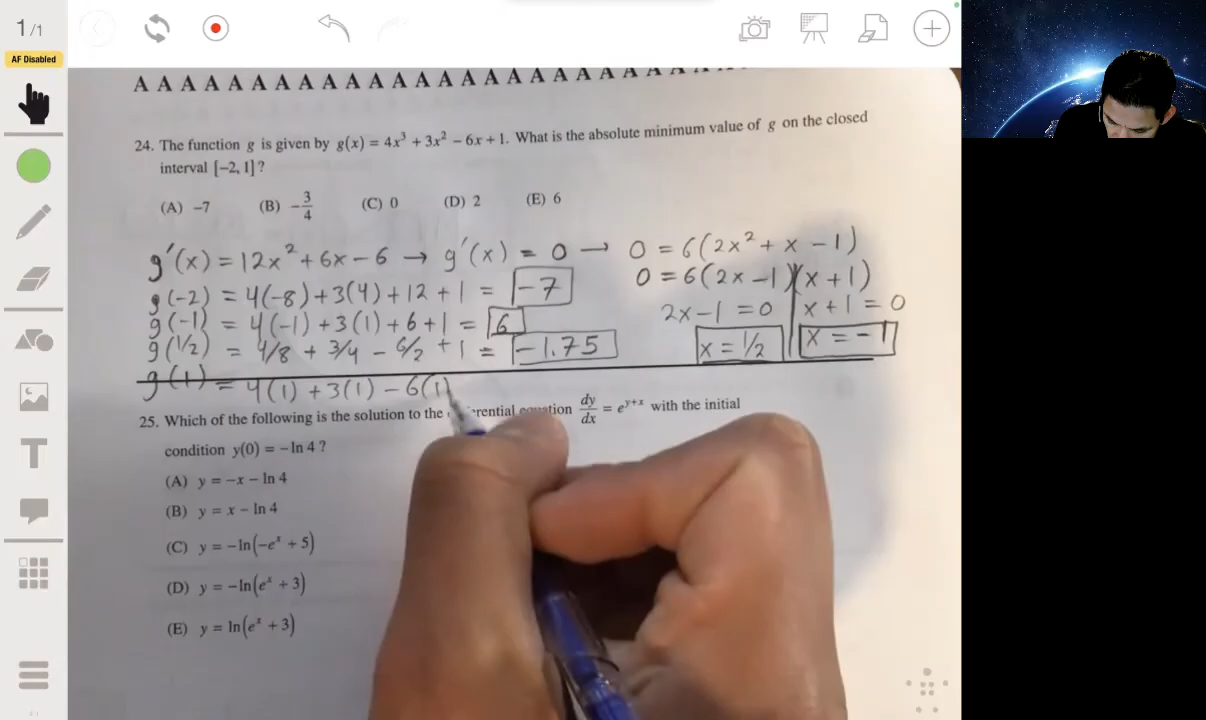 1/1
AF Disabled
A A A A A A A A A A A A A A A A A A A A A A A A A
24. The function g is given by g(x) = 4x³ + 3x² − 6x + 1. What is the absolute minimum value of g on the closed
interval [−2, 1] ?
(A) −7 (B) −3/4 (C) 0 (D) 2 (E) 6
g'(x) = 12x² + 6x − 6 → g'(x) = 0 → 0 = 6(2x² + x − 1)
0 = 6(2x − 1)(x + 1)
g(−2) = 4(−8) + 3(4) + 12 + 1 = −7
2x − 1 = 0 x + 1 = 0
g(−1) = 4(−1) + 3(1) + 6 + 1 = 6
x = 1/2 x = −1
g(1/2) = 4/8 + 3/4 − 6/2 + 1 = −1.75
g(1) = 4(1) + 3(1) − 6(1)
25. Which of the following is the solution to the equation dy/dx = e^(y+x) with the initial
condition y(0) = −ln 4 ?
(A) y = −x − ln 4
(B) y = x − ln 4
(C) y = −ln(−eˣ + 5)
(D) y = −ln(eˣ + 3)
(E) y = ln(eˣ + 3)
T